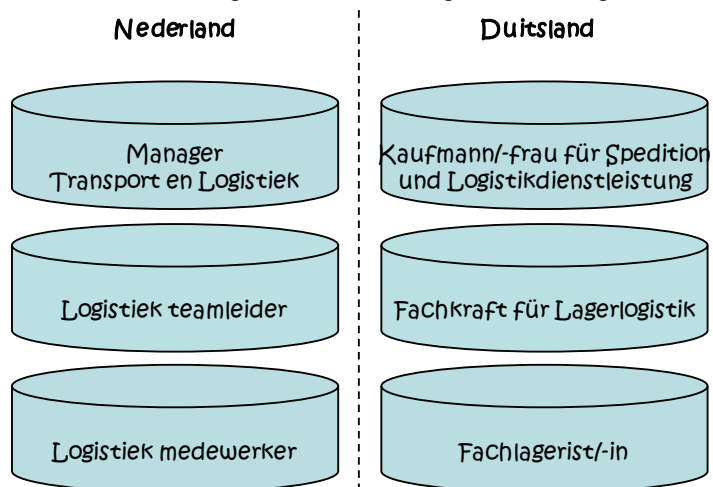 Nederland
Duitsland
Manager
Transport en Logistiek
Kaufmann/-frau für Spedition
und Logistikdienstleistung
Logistiek teamleider
Fachkraft für Lagerlogistik
Logistiek medewerker
Fachlagerist/-in